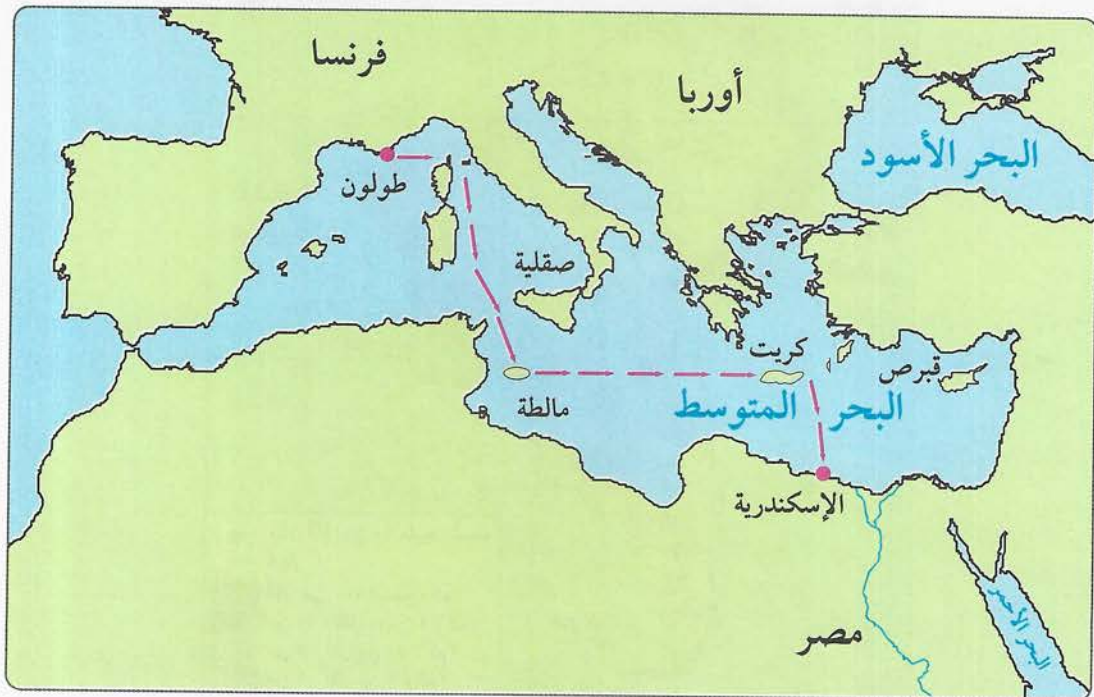 فرنسا
أوربا
البحر الأسود
طولون
صقلية
كريت
قبرص
مالطة
البحر المتوسط
الإسكندرية
مصر
البحر الأحمر